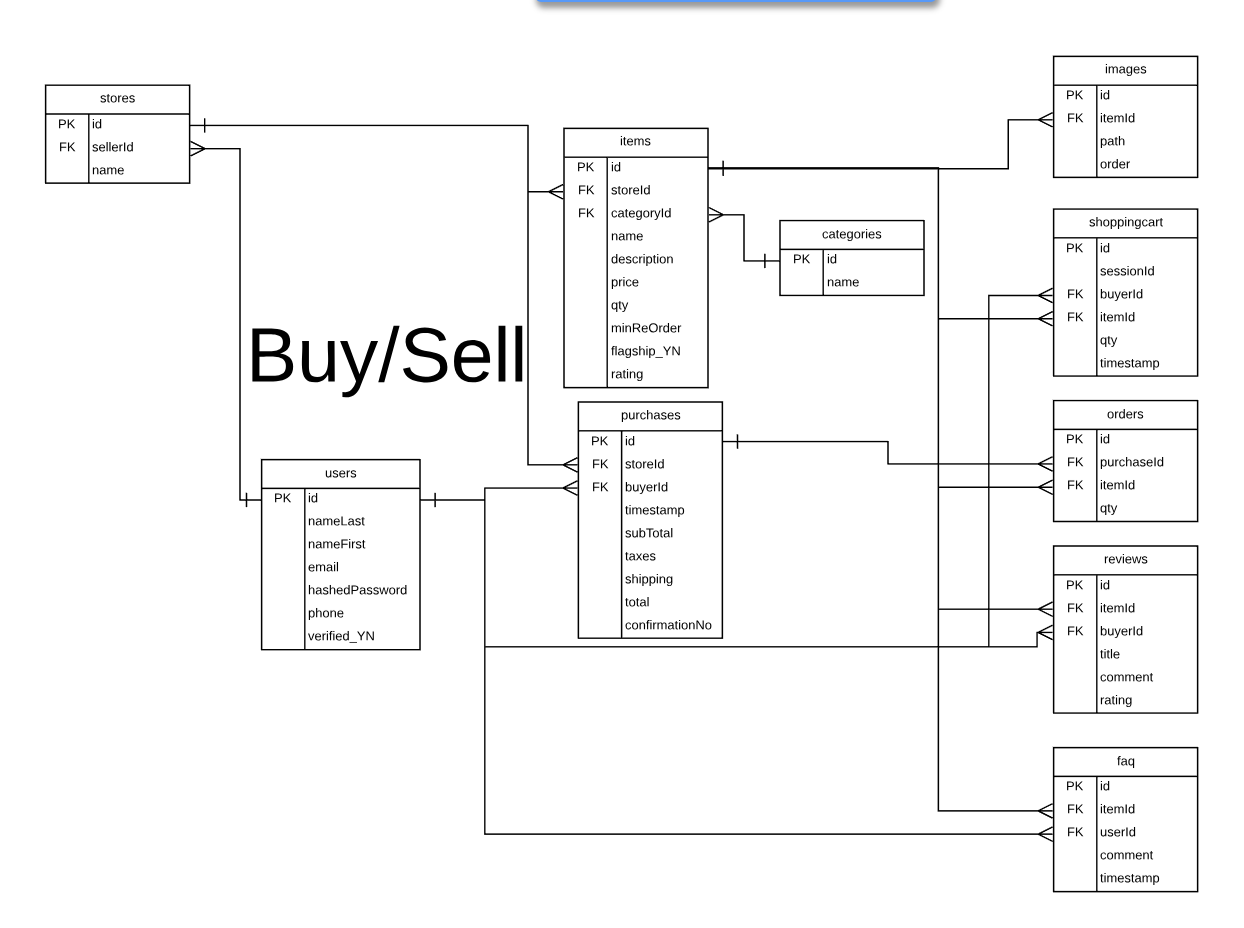 stores
PK id
FK sellerId
name
items
PK id
FK storeId
FK categoryId
name
description
price
qty
minReOrder
flagship_YN
rating
images
PK id
FK itemId
path
order
categories
PK id
name
shoppingcart
PK id
sessionId
FK buyerId
FK itemId
qty
timestamp
Buy/Sell
users
PK id
nameLast
nameFirst
email
hashedPassword
phone
verified_YN
purchases
PK id
FK storeId
FK buyerId
timestamp
subTotal
taxes
shipping
total
confirmationNo
orders
PK id
FK purchaseId
FK itemId
qty
reviews
PK id
FK itemId
FK buyerId
title
comment
rating
faq
PK id
FK itemId
FK userId
comment
timestamp